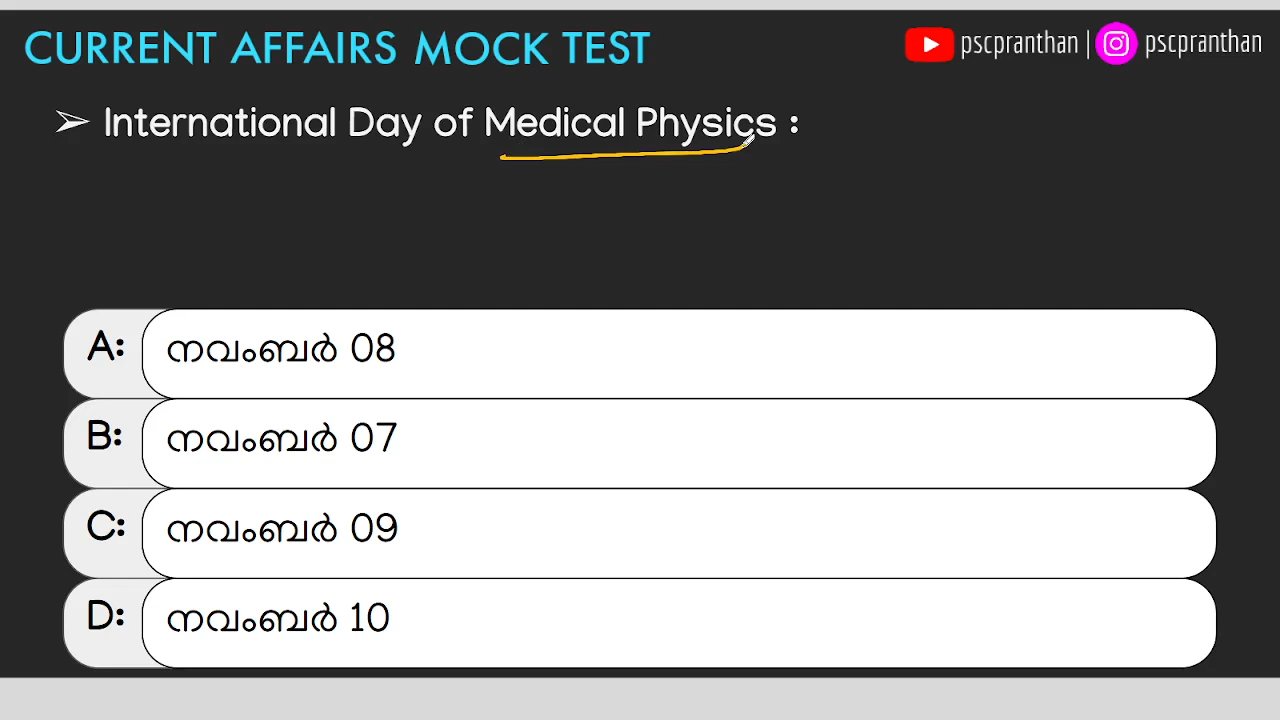 CURRENT AFFAIRS MOCK TEST
pscpranthan | pscpranthan
➢ International Day of Medical Physics :
A: നവംബർ 08
B: നവംബർ 07
C: നവംബർ 09
D: നവംബർ 10